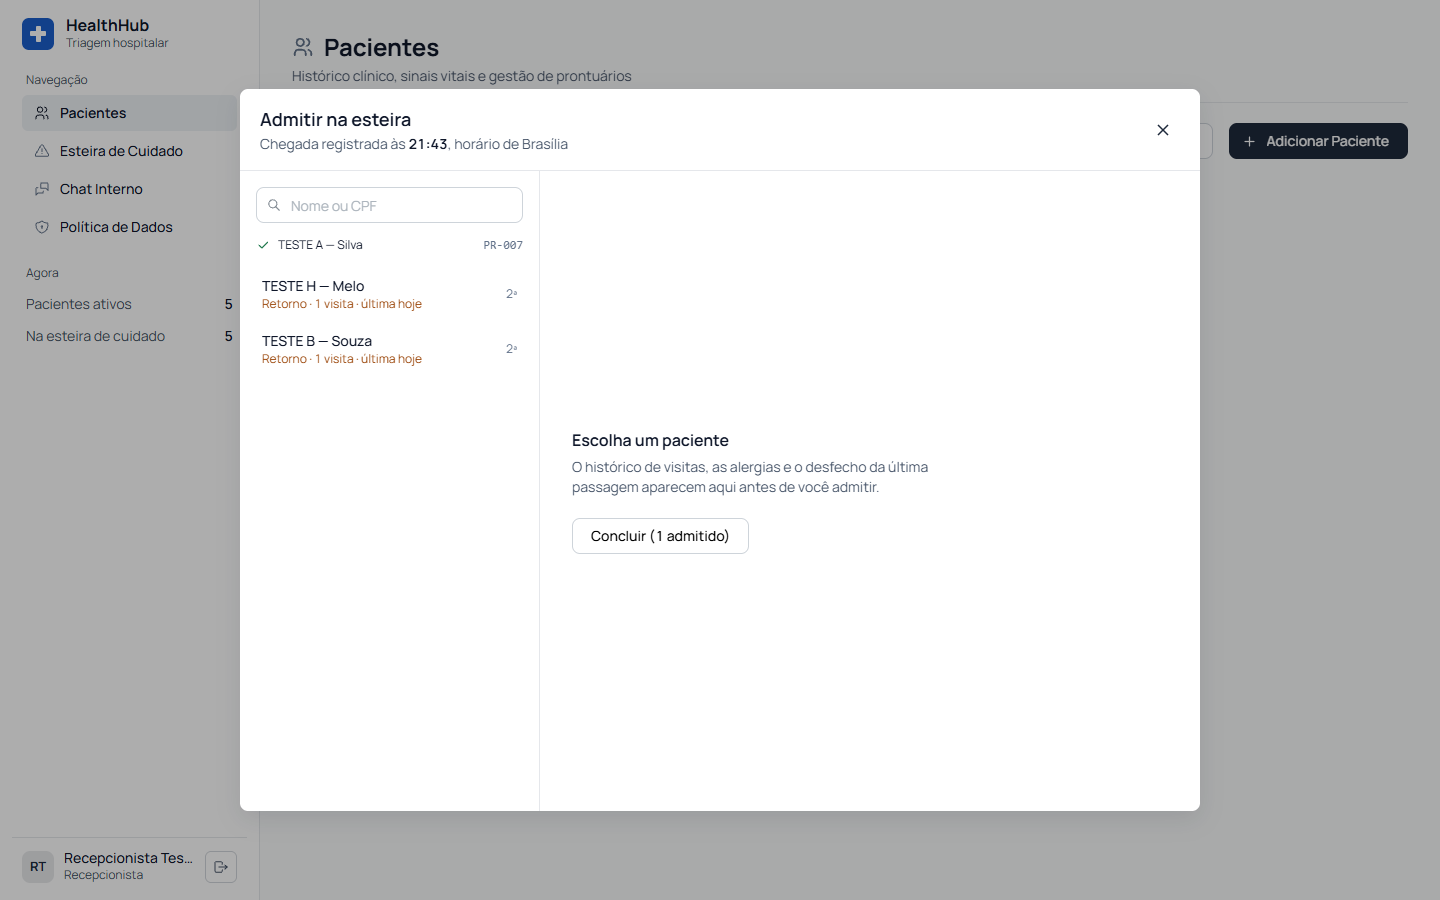 HealthHub
Triagem hospitalar
Navegação
Pacientes
Esteira de Cuidado
Chat Interno
Política de Dados
Agora
Pacientes ativos 5
Na esteira de cuidado 5
RT
Recepcionista Tes...
Recepcionista
Pacientes
Histórico clínico, sinais vitais e gestão de prontuários
Adicionar Paciente
Admitir na esteira
Chegada registrada às 21:43, horário de Brasília
Nome ou CPF
TESTE A — Silva PR-007
TESTE H — Melo
Retorno · 1 visita · última hoje
2ª
TESTE B — Souza
Retorno · 1 visita · última hoje
2ª
Escolha um paciente
O histórico de visitas, as alergias e o desfecho da última
passagem aparecem aqui antes de você admitir.
Concluir (1 admitido)